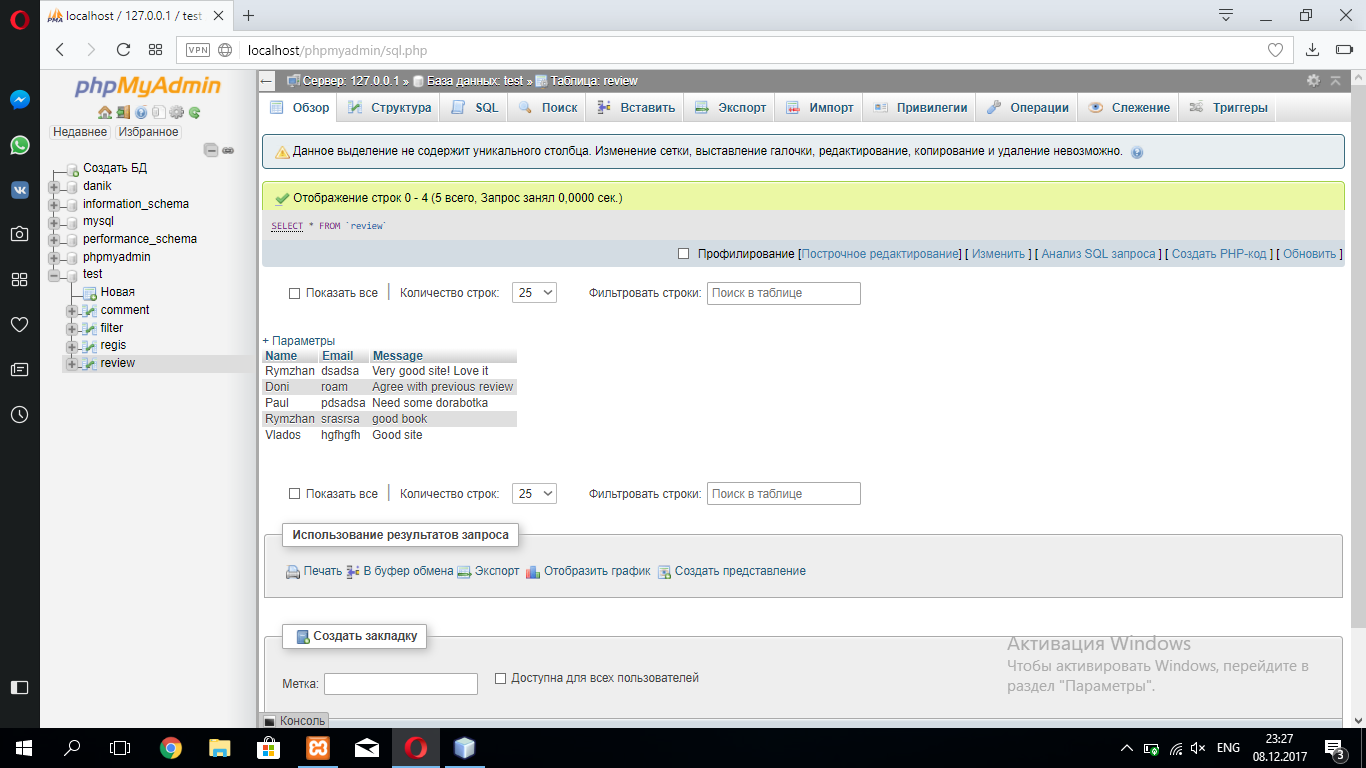 localhost / 127.0.0.1 / test
VPN localhost/phpmyadmin/sql.php
phpMyAdmin
Недавнее Избранное
Создать БД
danik
information_schema
mysql
performance_schema
phpmyadmin
test
Новая
comment
filter
regis
review
Сервер: 127.0.0.1 » База данных: test » Таблица: review
Обзор Структура SQL Поиск Вставить Экспорт Импорт Привилегии Операции Слежение Триггеры
Данное выделение не содержит уникального столбца. Изменение сетки, выставление галочки, редактирование, копирование и удаление невозможно.
Отображение строк 0 - 4 (5 всего, Запрос занял 0,0000 сек.)
SELECT * FROM `review`
Профилирование [Построчное редактирование] [ Изменить ] [ Анализ SQL запроса ] [ Создать PHP-код ] [ Обновить ]
Показать все Количество строк: 25 Фильтровать строки: Поиск в таблице
+ Параметры
Name Email Message
Rymzhan dsadsa Very good site! Love it
Doni roam Agree with previous review
Paul pdsadsa Need some dorabotka
Rymzhan srasrsa good book
Vlados hgfhgfh Good site
Показать все Количество строк: 25 Фильтровать строки: Поиск в таблице
Использование результатов запроса
Печать В буфер обмена Экспорт Отобразить график Создать представление
Создать закладку
Метка: Доступна для всех пользователей
Консоль
Активация Windows
Чтобы активировать Windows, перейдите в
раздел "Параметры".
ENG
23:27
08.12.2017
3